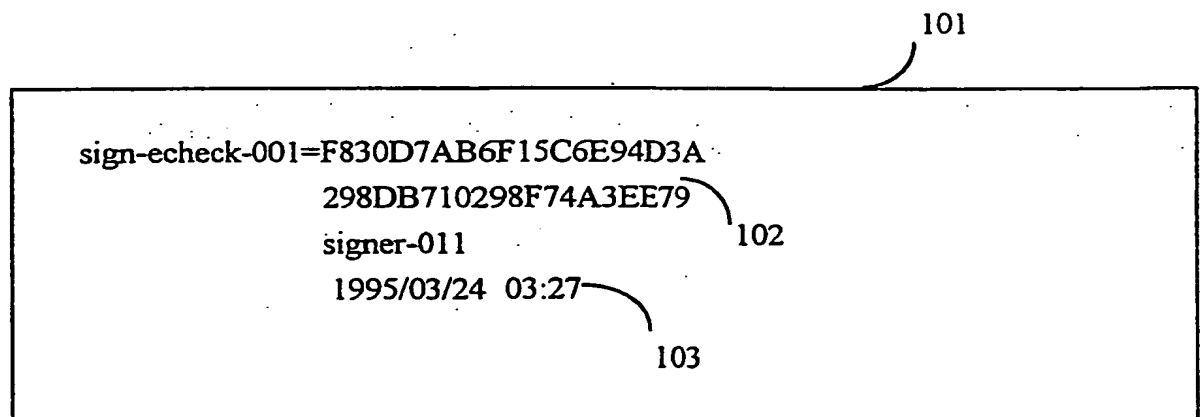 101
sign-echeck-001=F830D7AB6F15C6E94D3A
298DB710298F74A3EE79
102
signer-011
1995/03/24 03:27
103